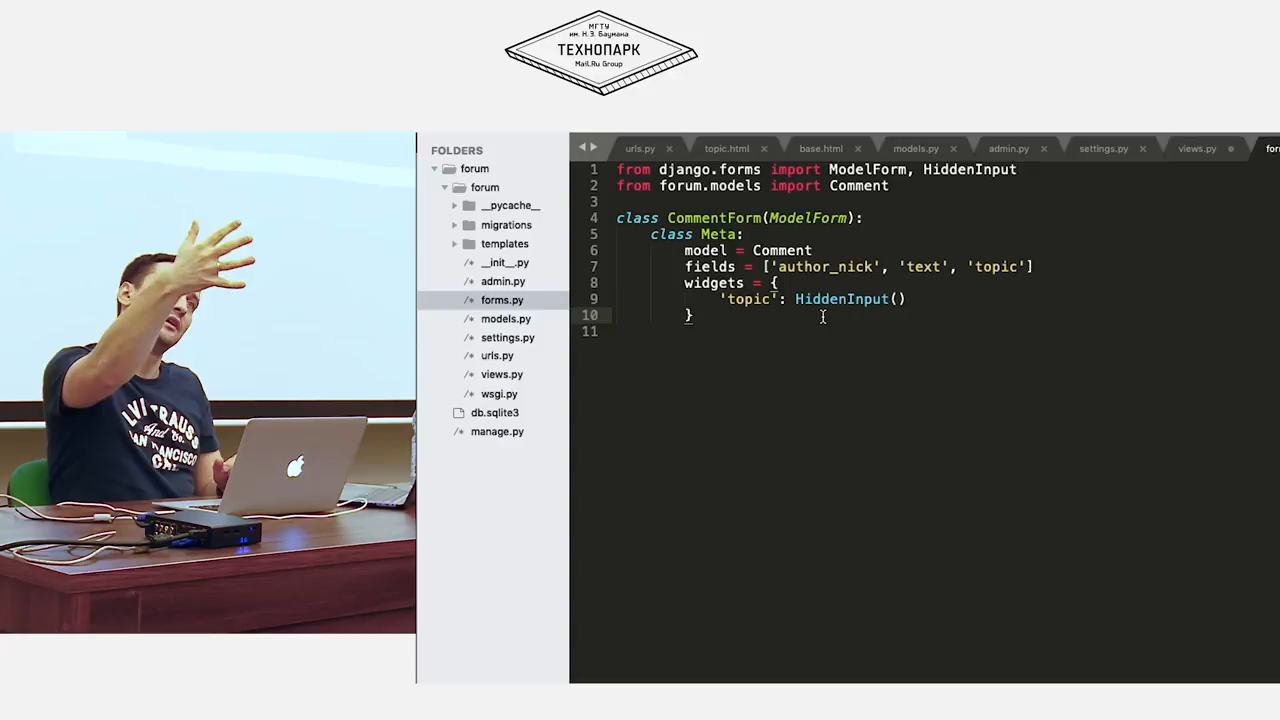 МГТУ
им. Н.Э. Баумана
ТЕХНОПАРК
Mail.Ru Group
FOLDERS
forum
forum
__pycache__
migrations
templates
/* __init__.py
/* admin.py
/* forms.py
/* models.py
/* settings.py
/* urls.py
/* views.py
/* wsgi.py
db.sqlite3
/* manage.py
urls.py × topic.html × base.html × models.py × admin.py × settings.py × views.py
1 from django.forms import ModelForm, HiddenInput
2 from forum.models import Comment
3
4 class CommentForm(ModelForm):
5 class Meta:
6 model = Comment
7 fields = ['author_nick', 'text', 'topic']
8 widgets = {
9 'topic': HiddenInput()
10 }
11
And
Co.